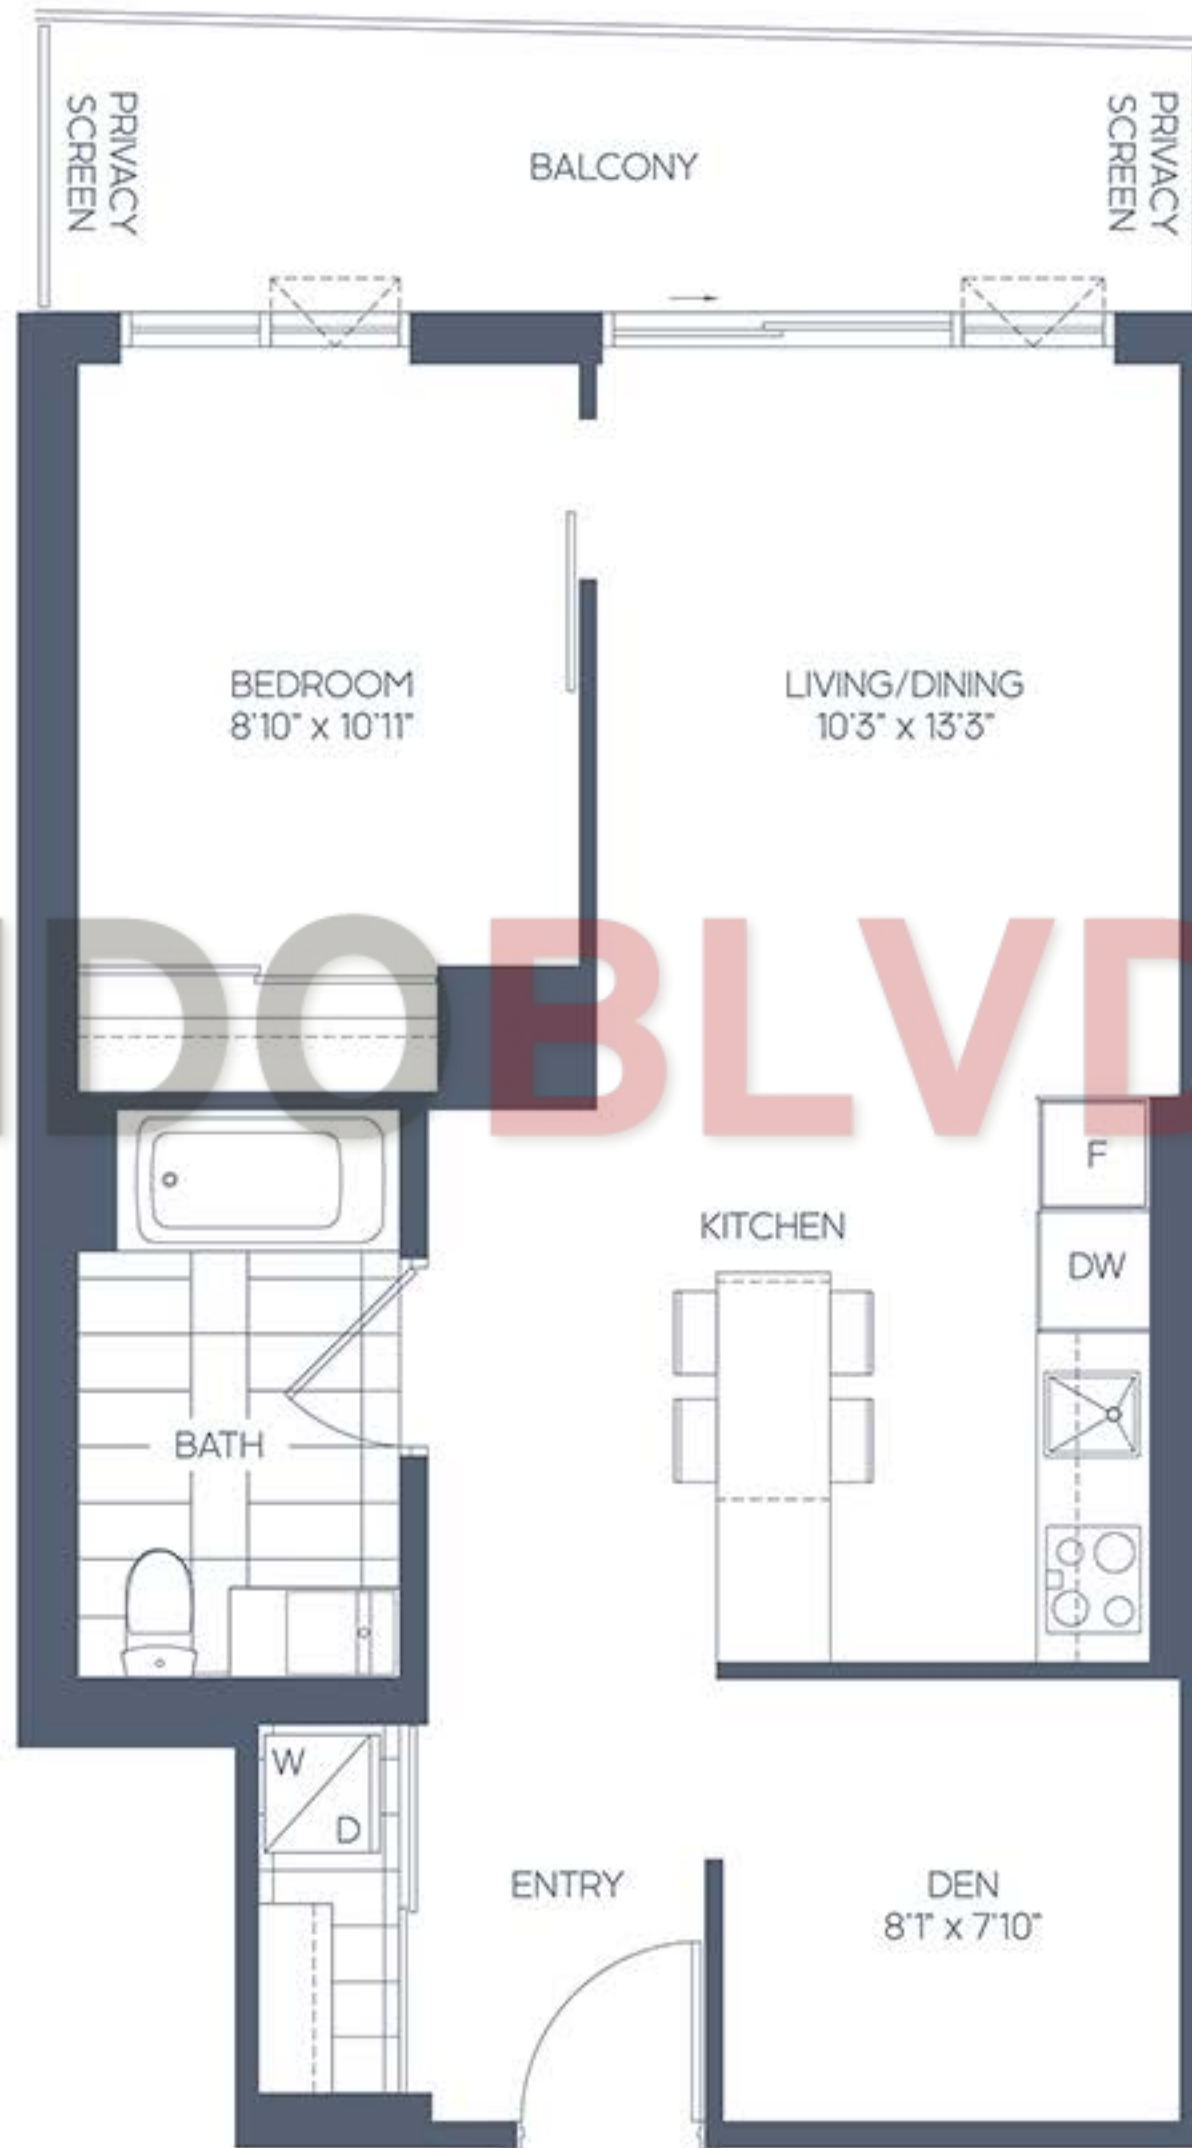 PRIVACY
SCREEN
BALCONY
PRIVACY
SCREEN
BEDROOM
8'10" x 10'11"
LIVING/DINING
10'3" x 13'3"
DOBLVD
F
KITCHEN
DW
BATH
W
D
ENTRY
DEN
8'1" x 7'10"